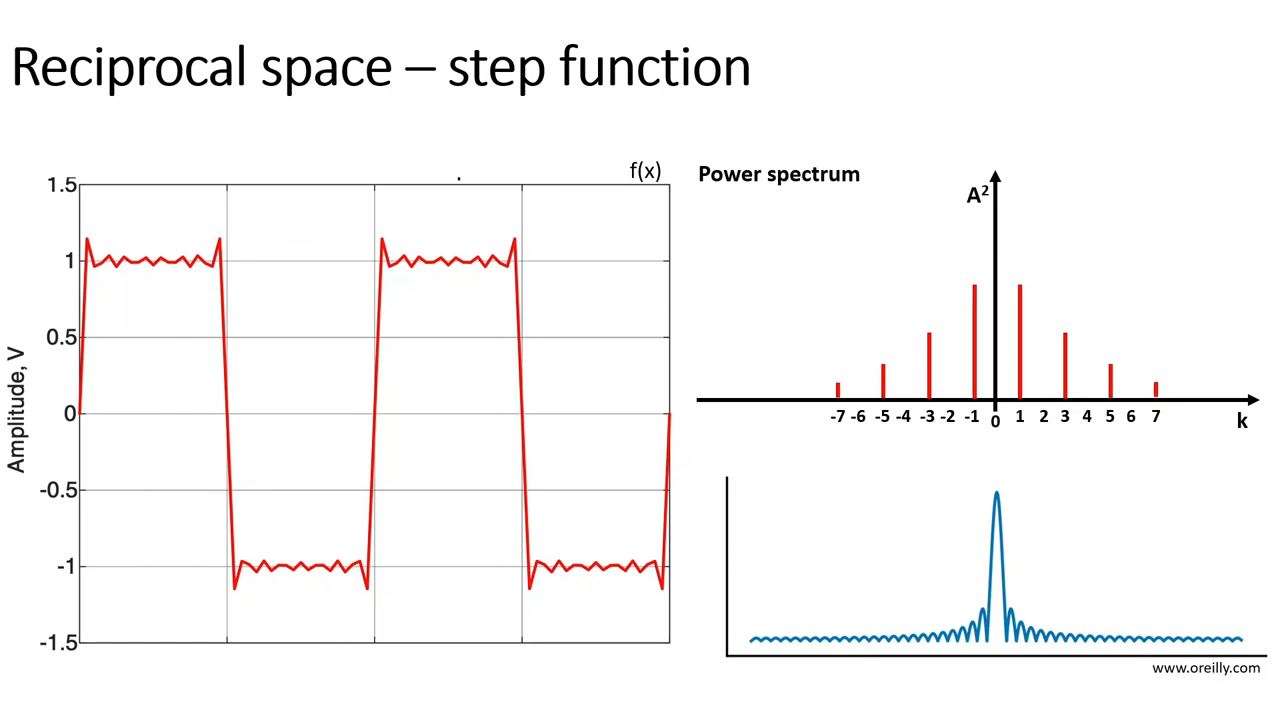 Reciprocal space – step function
f(x)
1.5
1
0.5
0
-0.5
-1
-1.5
Amplitude, V
Power spectrum
A²
-7 -6 -5 -4 -3 -2 -1 0 1 2 3 4 5 6 7
k
www.oreilly.com